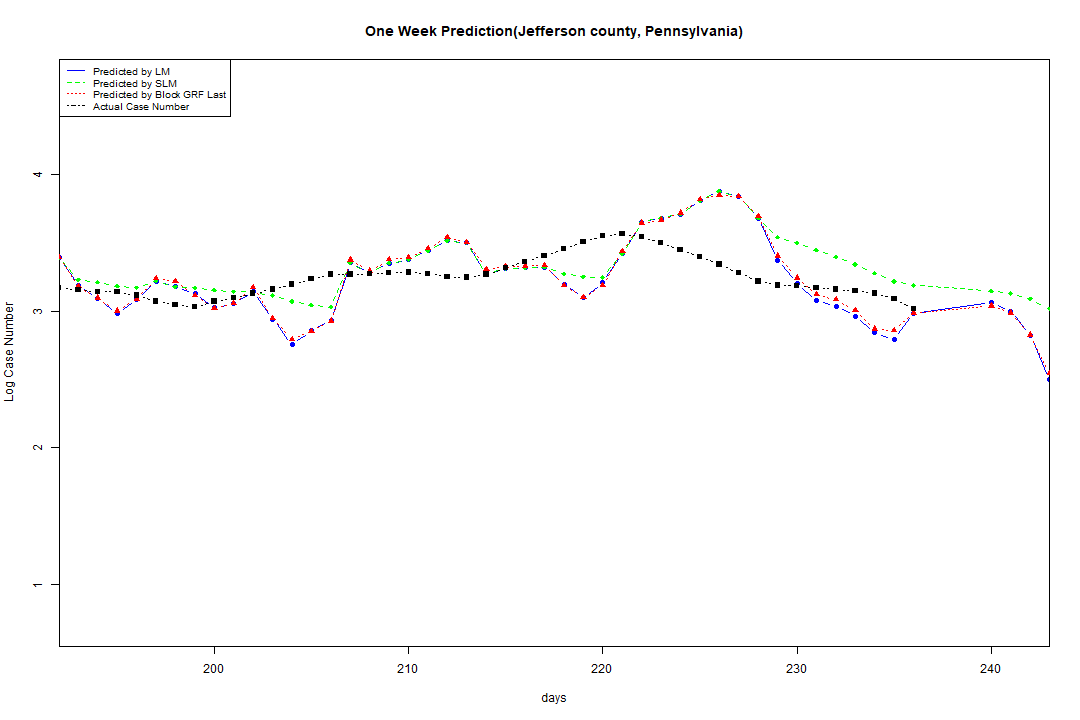 One Week Prediction(Jefferson county, Pennsylvania)
Predicted by LM
Predicted by SLM
Predicted by Block GRF Last
Actual Case Number
4
3
2
1
Log Case Number
200 210 220 230 240
days